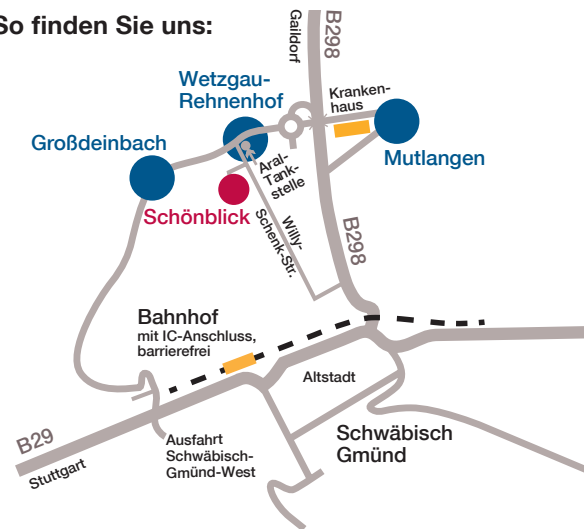 So finden Sie uns:
Gaildorf
B298
Wetzgau-
Rehnenhof
Kranken-
haus
Großdeinbach
Mutlangen
Aral-
Tank-
stelle
Schönblick
Willy-
Schenk-Str.
B298
Bahnhof
mit IC-Anschluss,
barrierefrei
Altstadt
B29
Stuttgart
Ausfahrt
Schwäbisch-
Gmünd-West
Schwäbisch
Gmünd